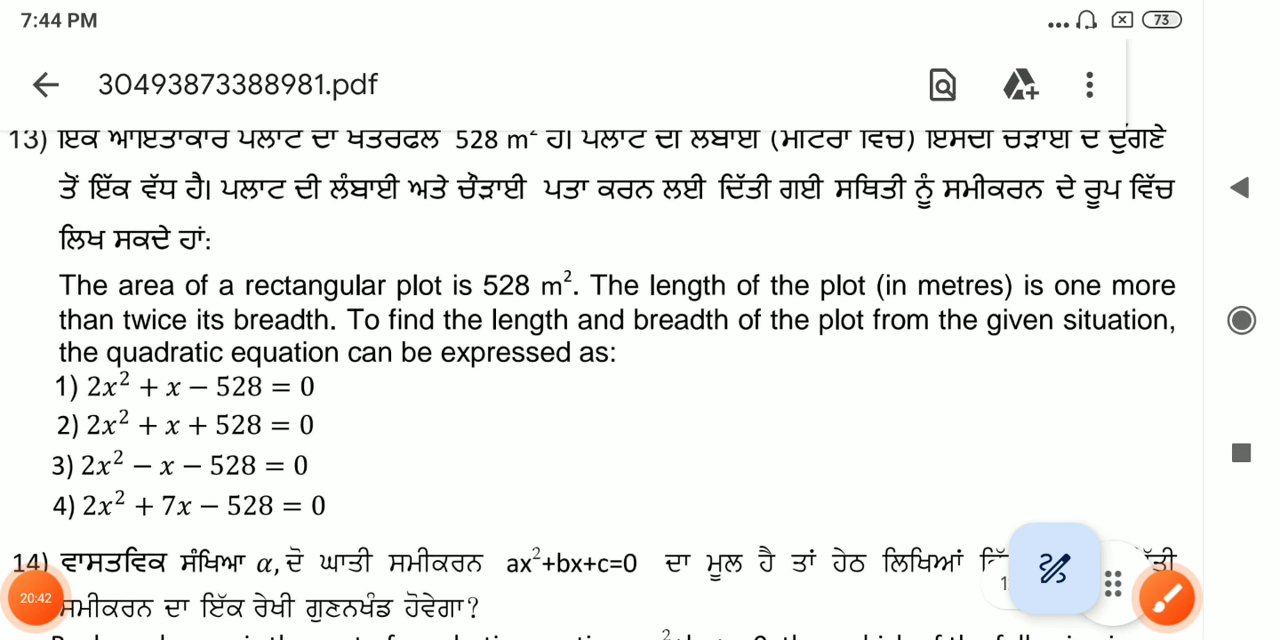 7:44 PM
73
30493873388981.pdf
13) ਇਕ ਆਇਤਾਕਾਰ ਪਲਾਟ ਦਾ ਖੇਤਰਫਲ 528 m² ਹੈ। ਪਲਾਟ ਦੀ ਲੰਬਾਈ (ਮੀਟਰਾਂ ਵਿੱਚ) ਇਸਦੀ ਚੌੜਾਈ ਦੇ ਦੁੱਗਣੇ
ਤੋਂ ਇੱਕ ਵੱਧ ਹੈ। ਪਲਾਟ ਦੀ ਲੰਬਾਈ ਅਤੇ ਚੌੜਾਈ ਪਤਾ ਕਰਨ ਲਈ ਦਿੱਤੀ ਗਈ ਸਥਿਤੀ ਨੂੰ ਸਮੀਕਰਨ ਦੇ ਰੂਪ ਵਿੱਚ
ਲਿਖ ਸਕਦੇ ਹਾਂ:
The area of a rectangular plot is 528 m². The length of the plot (in metres) is one more
than twice its breadth. To find the length and breadth of the plot from the given situation,
the quadratic equation can be expressed as:
1) 2x² + x − 528 = 0
2) 2x² + x + 528 = 0
3) 2x² − x − 528 = 0
4) 2x² + 7x − 528 = 0
14) ਵਾਸਤਵਿਕ ਸੰਖਿਆ α, ਦੋ ਘਾਤੀ ਸਮੀਕਰਨ ax²+bx+c=0 ਦਾ ਮੂਲ ਹੈ ਤਾਂ ਹੇਠ ਲਿਖਿਆਂ
20:42
ਸਮੀਕਰਨ ਦਾ ਇੱਕ ਰੇਖੀ ਗੁਣਨਖੰਡ ਹੋਵੇਗਾ?